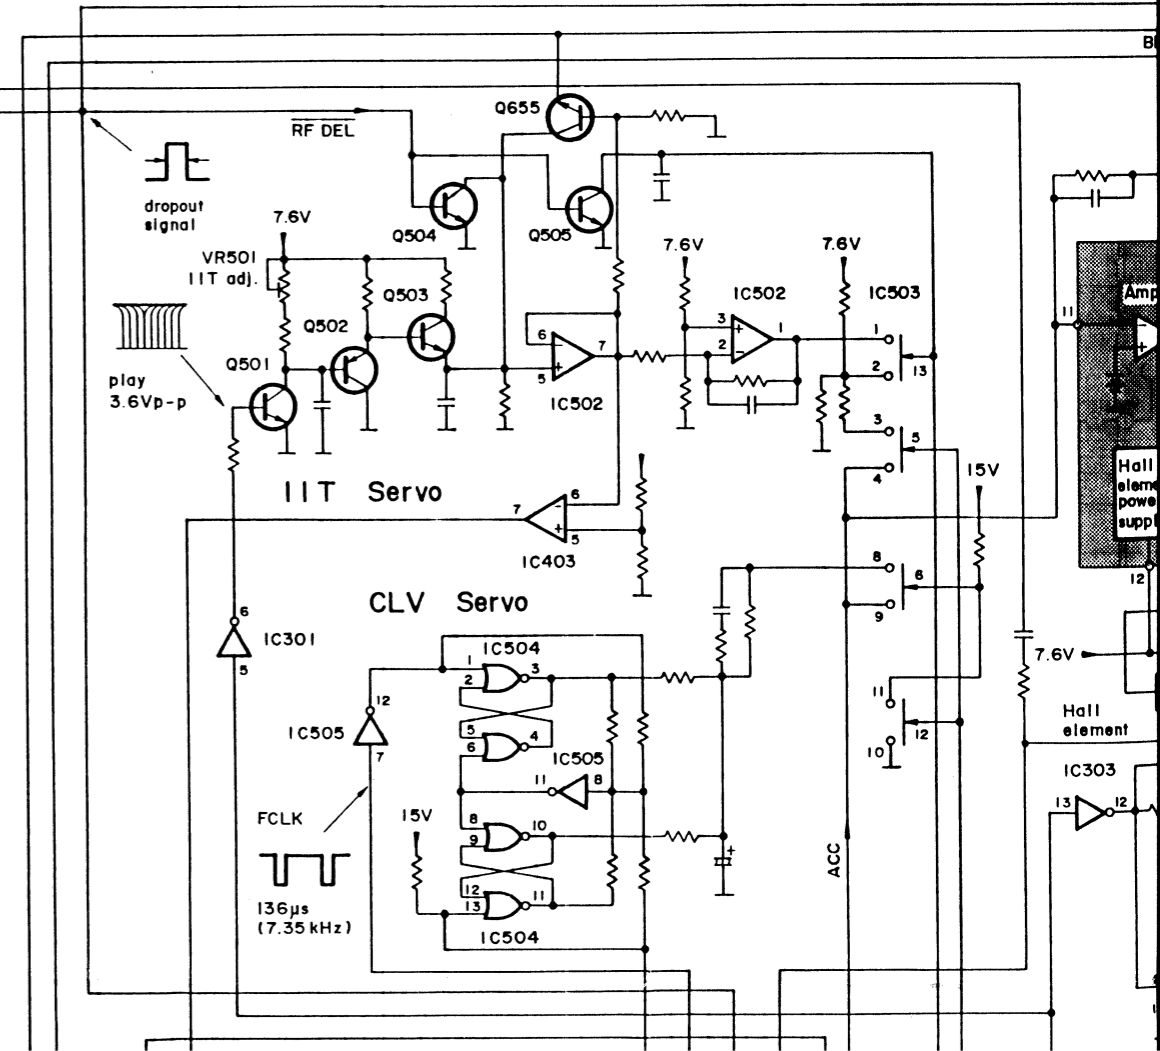 B
Q655
RF DEL
dropout
signal
7.6V
Q504
Q505
VR501
11T adj.
7.6V
7.6V
Q503
IC502
IC503
Q502
3
1
1
6
7
2
2
13
Q501
5
IC502
play
3.6Vp-p
3
5
4
11
Amp
-
+
15V
Hall
eleme
powe
suppl
11T Servo
7
6
5
IC403
8
6
9
12
CLV Servo
6
IC301
5
IC504
1
3
2
7.6V
12
5
4
6
IC505
7
11
12
10
Hall
element
IC505
11
8
IC303
13
12
FCLK
15V
8
10
9
+
ACC
136µs
(7.35kHz)
12
11
13
IC504